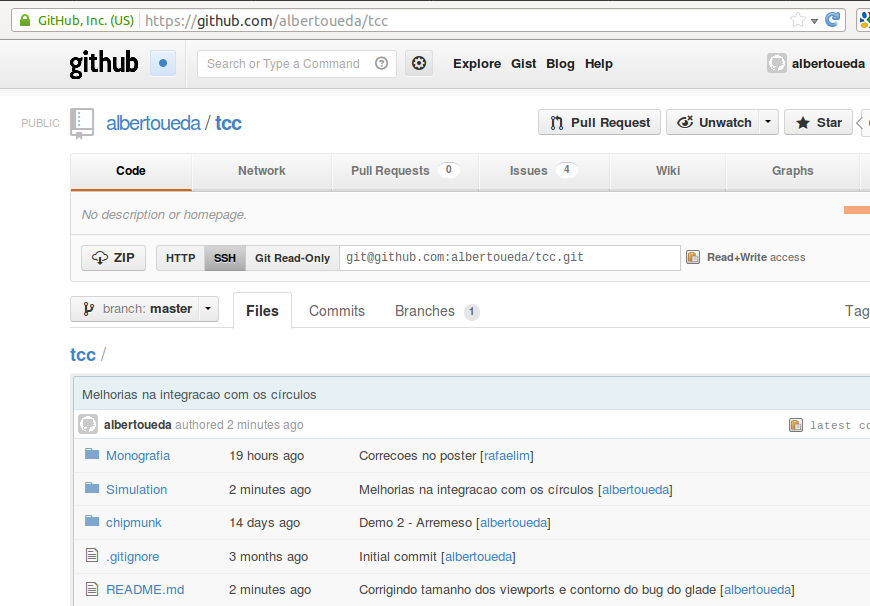 GitHub, Inc. (US) https://github.com/albertoueda/tcc
github Search or Type a Command Explore Gist Blog Help albertoueda
PUBLIC albertoueda / tcc Pull Request Unwatch Star
Code Network Pull Requests 0 Issues 4 Wiki Graphs
No description or homepage.
ZIP HTTP SSH Git Read-Only git@github.com:albertoueda/tcc.git Read+Write access
branch: master Files Commits Branches 1 Tag
tcc /
Melhorias na integracao com os círculos
albertoueda authored 2 minutes ago latest co
Monografia 19 hours ago Correcoes no poster [rafaelim]
Simulation 2 minutes ago Melhorias na integracao com os círculos [albertoueda]
chipmunk 14 days ago Demo 2 - Arremeso [albertoueda]
.gitignore 3 months ago Initial commit [albertoueda]
README.md 2 minutes ago Corrigindo tamanho dos viewports e contorno do bug do glade [albertoueda]